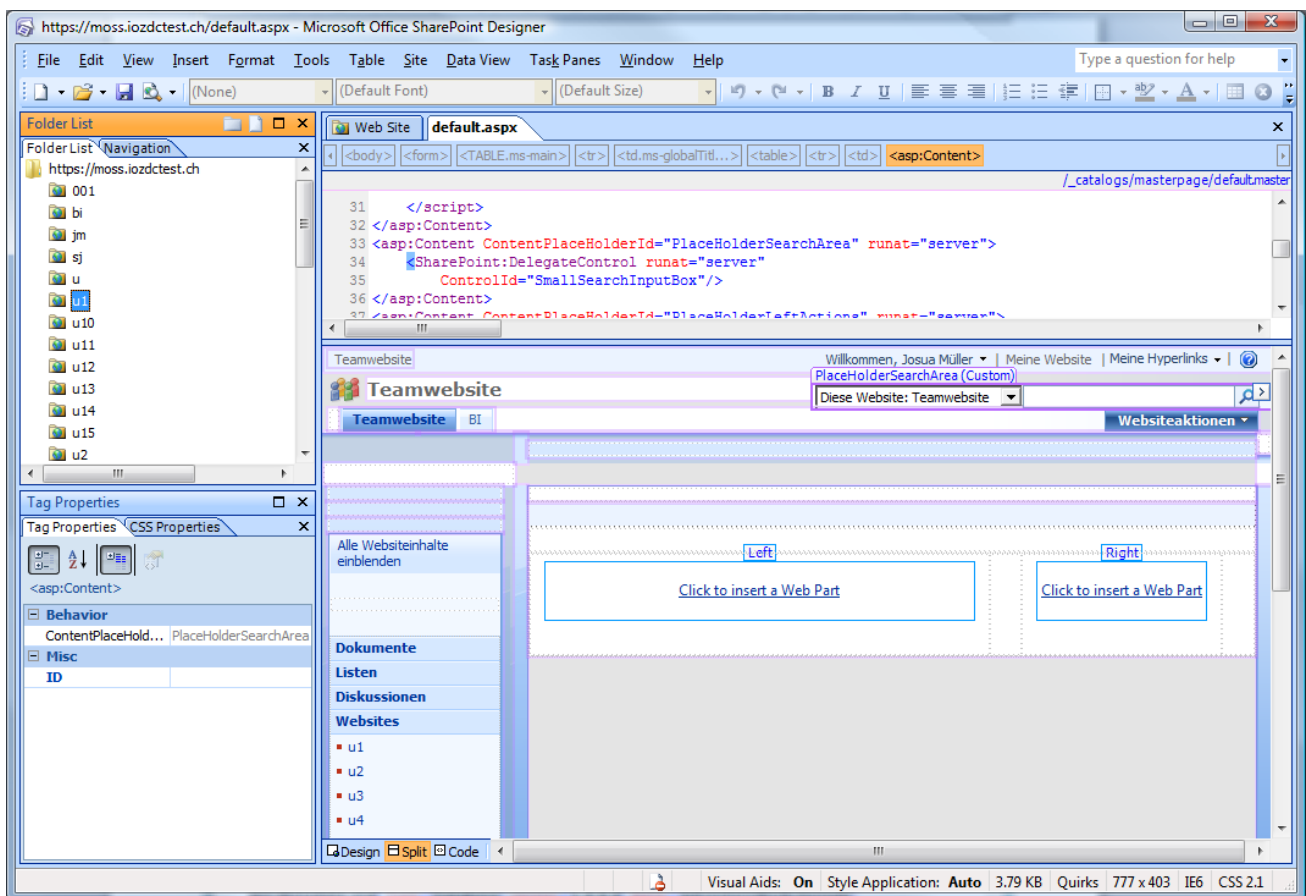 https://moss.iozdctest.ch/default.aspx - Microsoft Office SharePoint Designer
File Edit View Insert Format Tools Table Site Data View Task Panes Window Help Type a question for help
(None) (Default Font) (Default Size) B I U ab A
Folder List
Folder List Navigation
https://moss.iozdctest.ch
001
bi
jm
sj
u
u1
u10
u11
u12
u13
u14
u15
u2
Tag Properties
Tag Properties CSS Properties
<asp:Content>
Behavior
ContentPlaceHold... PlaceHolderSearchArea
Misc
ID
Web Site default.aspx
<body> <form> <TABLE.ms-main> <tr> <td.ms-globalTitl...> <table> <tr> <td> <asp:Content>
/_catalogs/masterpage/default.master
31 </script>
32 </asp:Content>
33 <asp:Content ContentPlaceHolderId="PlaceHolderSearchArea" runat="server">
34 <SharePoint:DelegateControl runat="server"
35 ControlId="SmallSearchInputBox"/>
36 </asp:Content>
37 <asp:Content ContentPlaceHolderId="PlaceHolderLeftActions" runat="server">
Teamwebsite Willkommen, Josua Müller | Meine Website | Meine Hyperlinks |
PlaceHolderSearchArea (Custom)
Teamwebsite Diese Website: Teamwebsite
Teamwebsite BI Websiteaktionen
Alle Websiteinhalte
einblenden
Left Right
Click to insert a Web Part Click to insert a Web Part
Dokumente
Listen
Diskussionen
Websites
u1
u2
u3
u4
Design Split Code
Visual Aids: On Style Application: Auto 3.79 KB Quirks 777 x 403 IE6 CSS 2.1